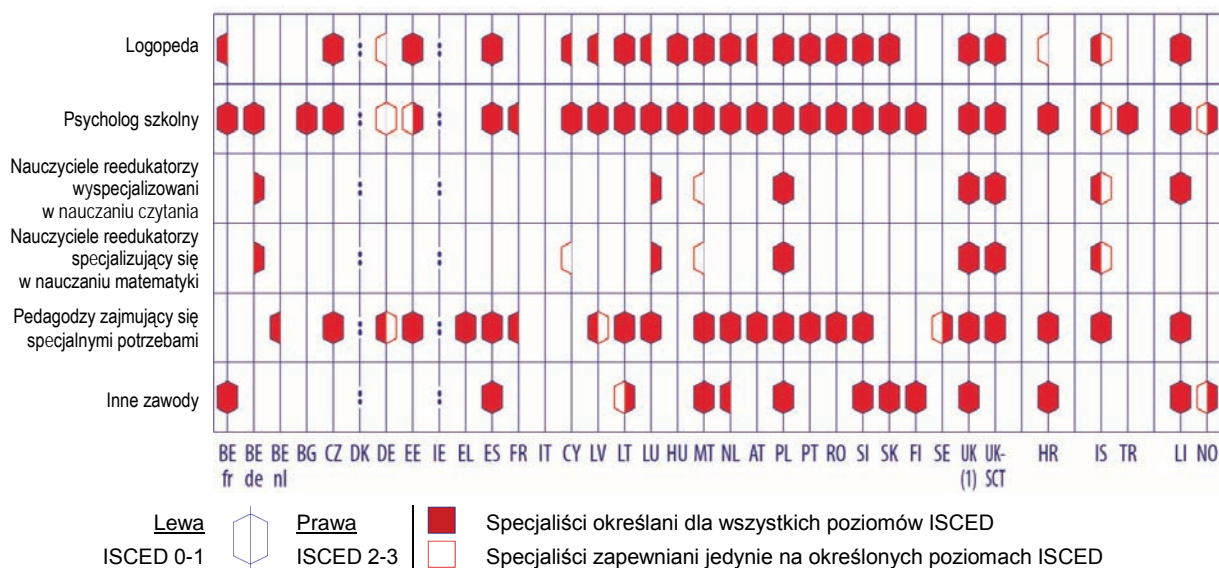 Logopeda
Psycholog szkolny
Nauczyciele reedukatorzy
wyspecjalizowani
w nauczaniu czytania
Nauczyciele reedukatorzy
specjalizujący się
w nauczaniu matematyki
Pedagodzy zajmujący się
specjalnymi potrzebami
Inne zawody
BE BE BE BG CZ DK DE EE IE EL ES FR IT CY LV LT LU HU MT NL AT PL PT RO SI SK FI SE UK UK- HR IS TR LI NO
fr de nl (1) SCT
Lewa Prawa Specjaliści określani dla wszystkich poziomów ISCED
ISCED 0-1 ISCED 2-3 Specjaliści zapewniani jedynie na określonych poziomach ISCED